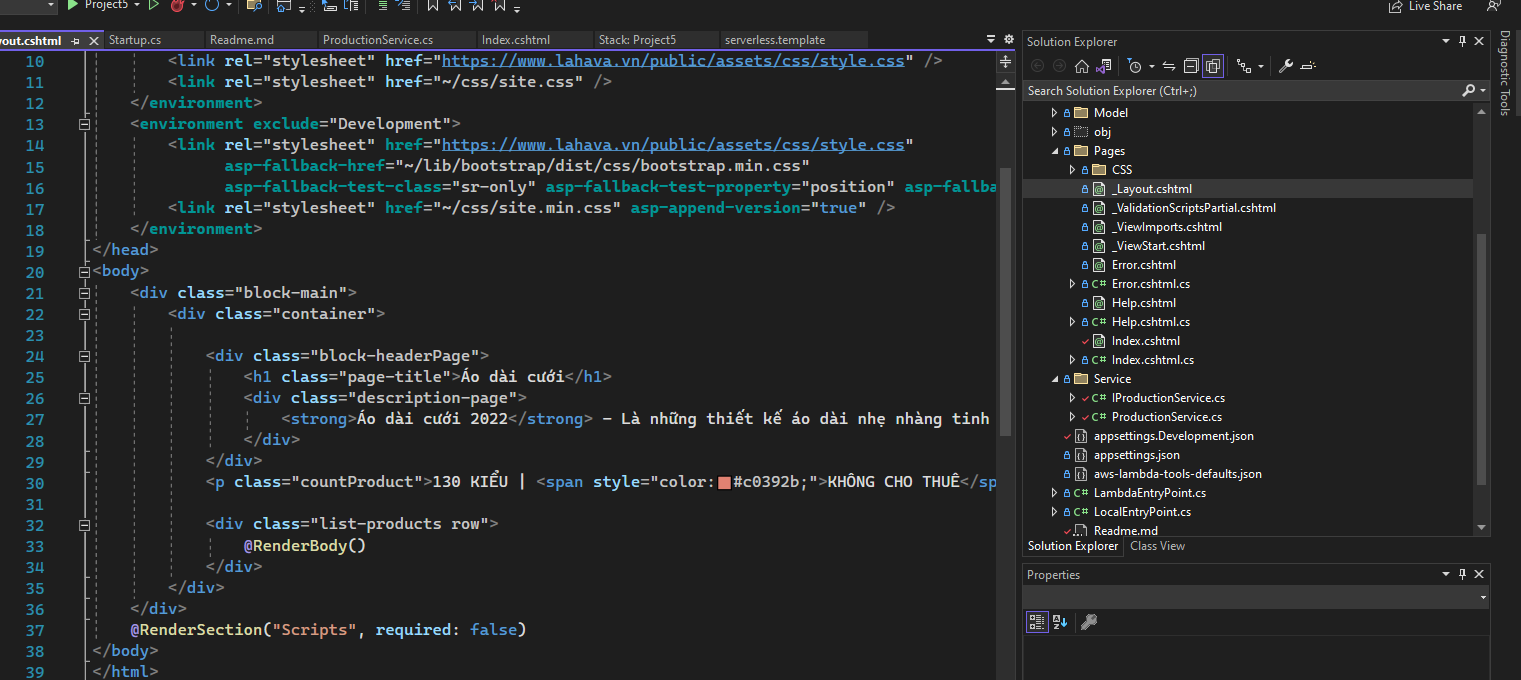 Project5
Live Share
yout.cshtml
Startup.cs
Readme.md
ProductionService.cs
Index.cshtml
Stack: Project5
serverless.template
10 <link rel="stylesheet" href="https://www.lahava.vn/public/assets/css/style.css" />
11 <link rel="stylesheet" href="~/css/site.css" />
12 </environment>
13 <environment exclude="Development">
14 <link rel="stylesheet" href="https://www.lahava.vn/public/assets/css/style.css"
15 asp-fallback-href="~/lib/bootstrap/dist/css/bootstrap.min.css"
16 asp-fallback-test-class="sr-only" asp-fallback-test-property="position" asp-fallba
17 <link rel="stylesheet" href="~/css/site.min.css" asp-append-version="true" />
18 </environment>
19 </head>
20 <body>
21 <div class="block-main">
22 <div class="container">
23
24 <div class="block-headerPage">
25 <h1 class="page-title">Áo dài cưới</h1>
26 <div class="description-page">
27 <strong>Áo dài cưới 2022</strong> – Là những thiết kế áo dài nhẹ nhàng tinh
28 </div>
29 </div>
30 <p class="countProduct">130 KIỂU | <span style="color:#c0392b;">KHÔNG CHO THUÊ</sp
31
32 <div class="list-products row">
33 @RenderBody()
34 </div>
35 </div>
36 </div>
37 @RenderSection("Scripts", required: false)
38 </body>
39 </html>
Solution Explorer
Search Solution Explorer (Ctrl+;)
Model
obj
Pages
CSS
_Layout.cshtml
_ValidationScriptsPartial.cshtml
_ViewImports.cshtml
_ViewStart.cshtml
Error.cshtml
C# Error.cshtml.cs
Help.cshtml
C# Help.cshtml.cs
Index.cshtml
C# Index.cshtml.cs
Service
C# IProductionService.cs
C# ProductionService.cs
appsettings.Development.json
appsettings.json
aws-lambda-tools-defaults.json
C# LambdaEntryPoint.cs
C# LocalEntryPoint.cs
Readme.md
Solution Explorer
Class View
Properties
Diagnostic Tools